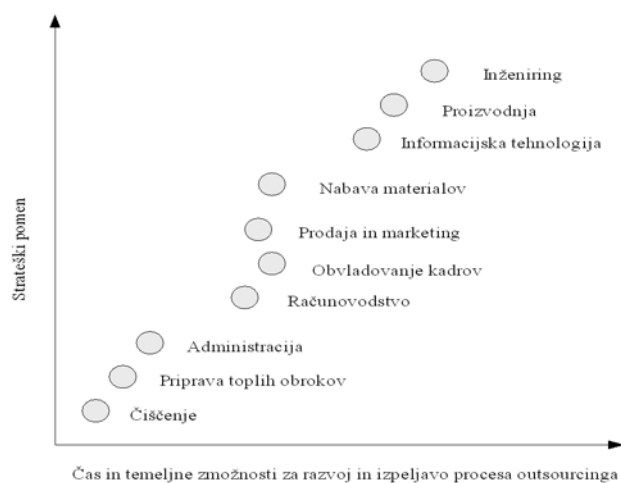 Inženiring
Proizvodnja
Informacijska tehnologija
Nabava materialov
Prodaja in marketing
Obvladovanje kadrov
Računovodstvo
Administracija
Priprava toplih obrokov
Čiščenje
Strateški pomen
Čas in temeljne zmožnosti za razvoj in izpeljavo procesa outsourcinga